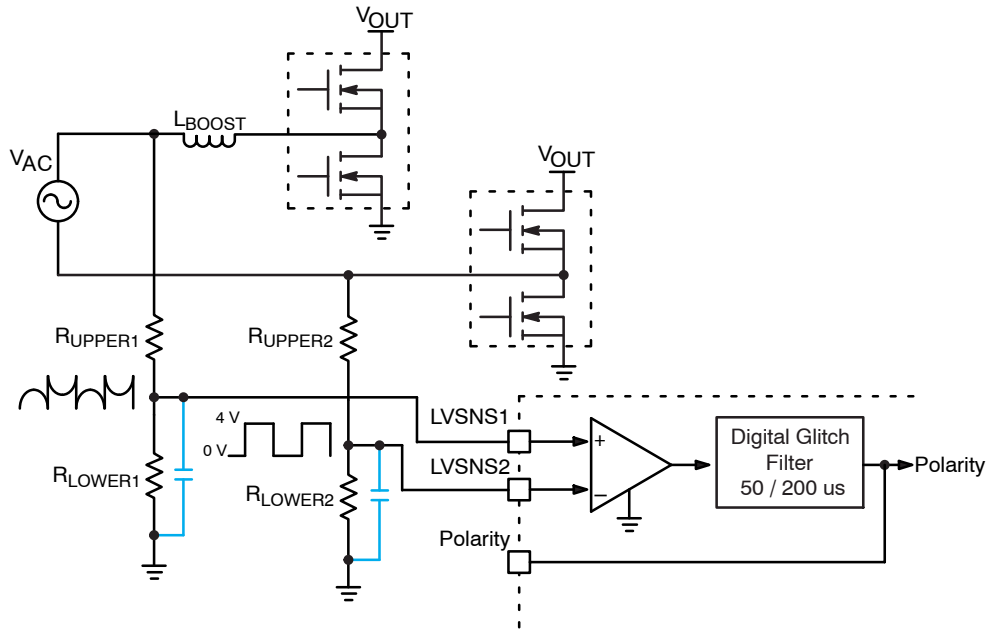 VOUT
LBOOST
VAC
VOUT
RUPPER1
RUPPER2
LVSNS1
4 V
0 V
LVSNS2
RLOWER1
RLOWER2
+
–
Digital Glitch
Filter
50 / 200 us
Polarity
Polarity